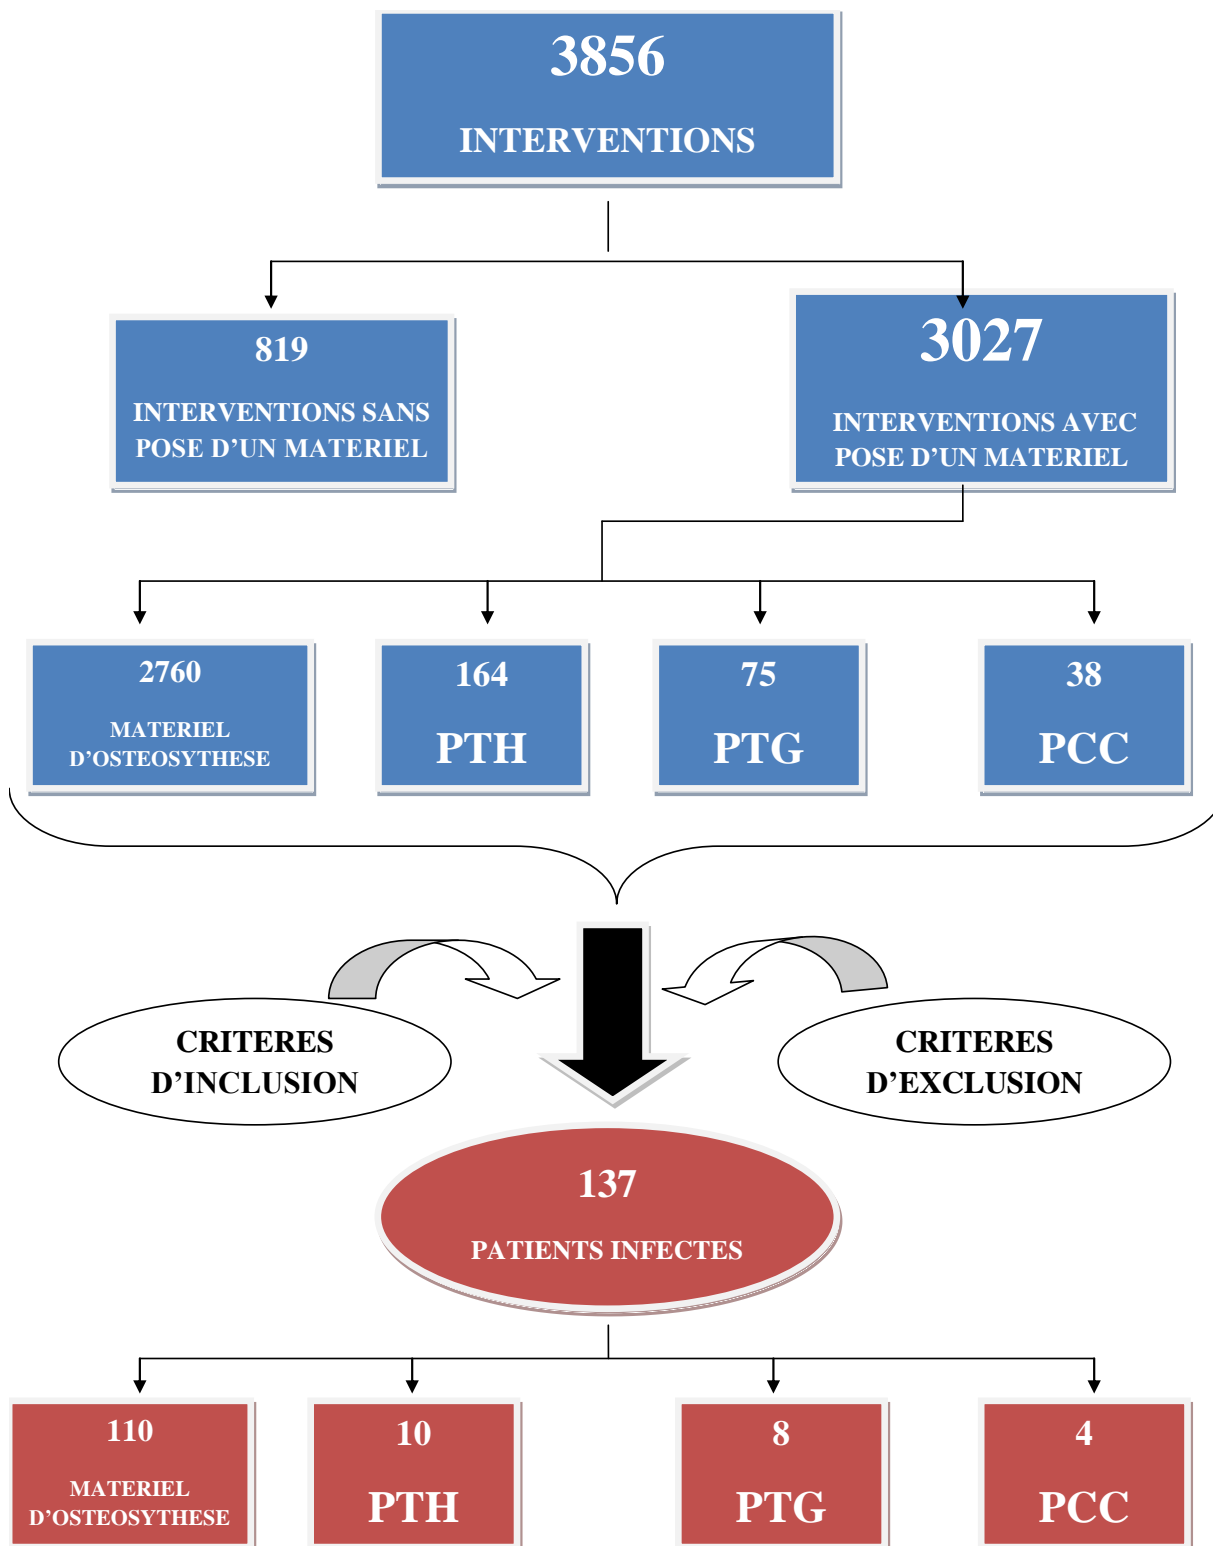 3856
INTERVENTIONS
819
INTERVENTIONS SANS
POSE D’UN MATERIEL
3027
INTERVENTIONS AVEC
POSE D’UN MATERIEL
2760
MATERIEL
D’OSTEOSYTHESE
164
PTH
75
PTG
38
PCC
CRITERES
D’INCLUSION
CRITERES
D’EXCLUSION
137
PATIENTS INFECTES
110
MATERIEL
D’OSTEOSYTHESE
10
PTH
8
PTG
4
PCC